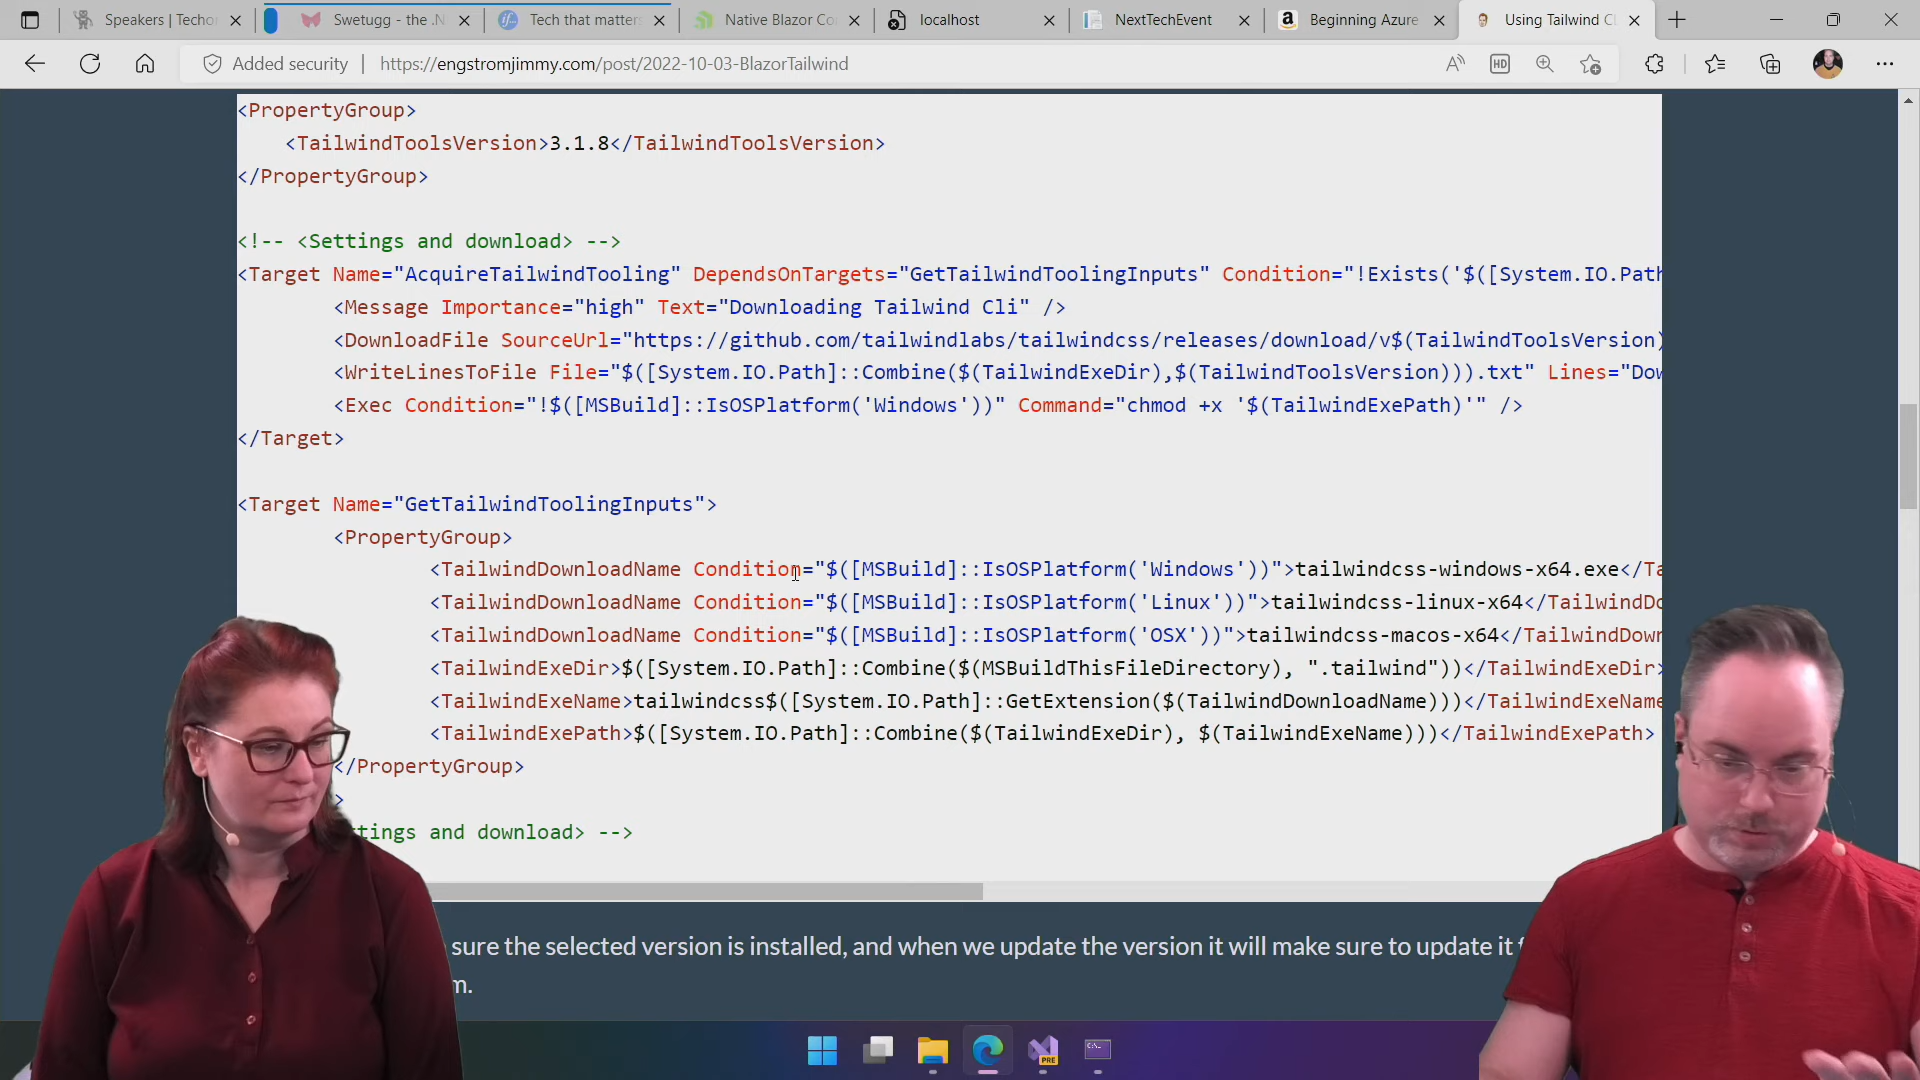 Speakers | Techor
Swetugg - the .N
Tech that matters
Native Blazor Co
localhost
NextTechEvent
Beginning Azure
Using Tailwind CL
Added security
https://engstromjimmy.com/post/2022-10-03-BlazorTailwind
<PropertyGroup>
<TailwindToolsVersion>3.1.8</TailwindToolsVersion>
</PropertyGroup>
<!-- <Settings and download> -->
<Target Name="AcquireTailwindTooling" DependsOnTargets="GetTailwindToolingInputs" Condition="!Exists('$([System.IO.Path
<Message Importance="high" Text="Downloading Tailwind Cli" />
<DownloadFile SourceUrl="https://github.com/tailwindlabs/tailwindcss/releases/download/v$(TailwindToolsVersion)
<WriteLinesToFile File="$([System.IO.Path]::Combine($(TailwindExeDir),$(TailwindToolsVersion))).txt" Lines="Dow
<Exec Condition="!$([MSBuild]::IsOSPlatform('Windows'))" Command="chmod +x '$(TailwindExePath)'" />
</Target>
<Target Name="GetTailwindToolingInputs">
<PropertyGroup>
<TailwindDownloadName Condition="$([MSBuild]::IsOSPlatform('Windows'))">tailwindcss-windows-x64.exe</Ta
<TailwindDownloadName Condition="$([MSBuild]::IsOSPlatform('Linux'))">tailwindcss-linux-x64</TailwindDo
<TailwindDownloadName Condition="$([MSBuild]::IsOSPlatform('OSX'))">tailwindcss-macos-x64</TailwindDown
<TailwindExeDir>$([System.IO.Path]::Combine($(MSBuildThisFileDirectory), ".tailwind"))</TailwindExeDir>
<TailwindExeName>tailwindcss$([System.IO.Path]::GetExtension($(TailwindDownloadName)))</TailwindExeName
<TailwindExePath>$([System.IO.Path]::Combine($(TailwindExeDir), $(TailwindExeName)))</TailwindExePath>
</PropertyGroup>
>
ttings and download> -->
sure the selected version is installed, and when we update the version it will make sure to update it f
m.